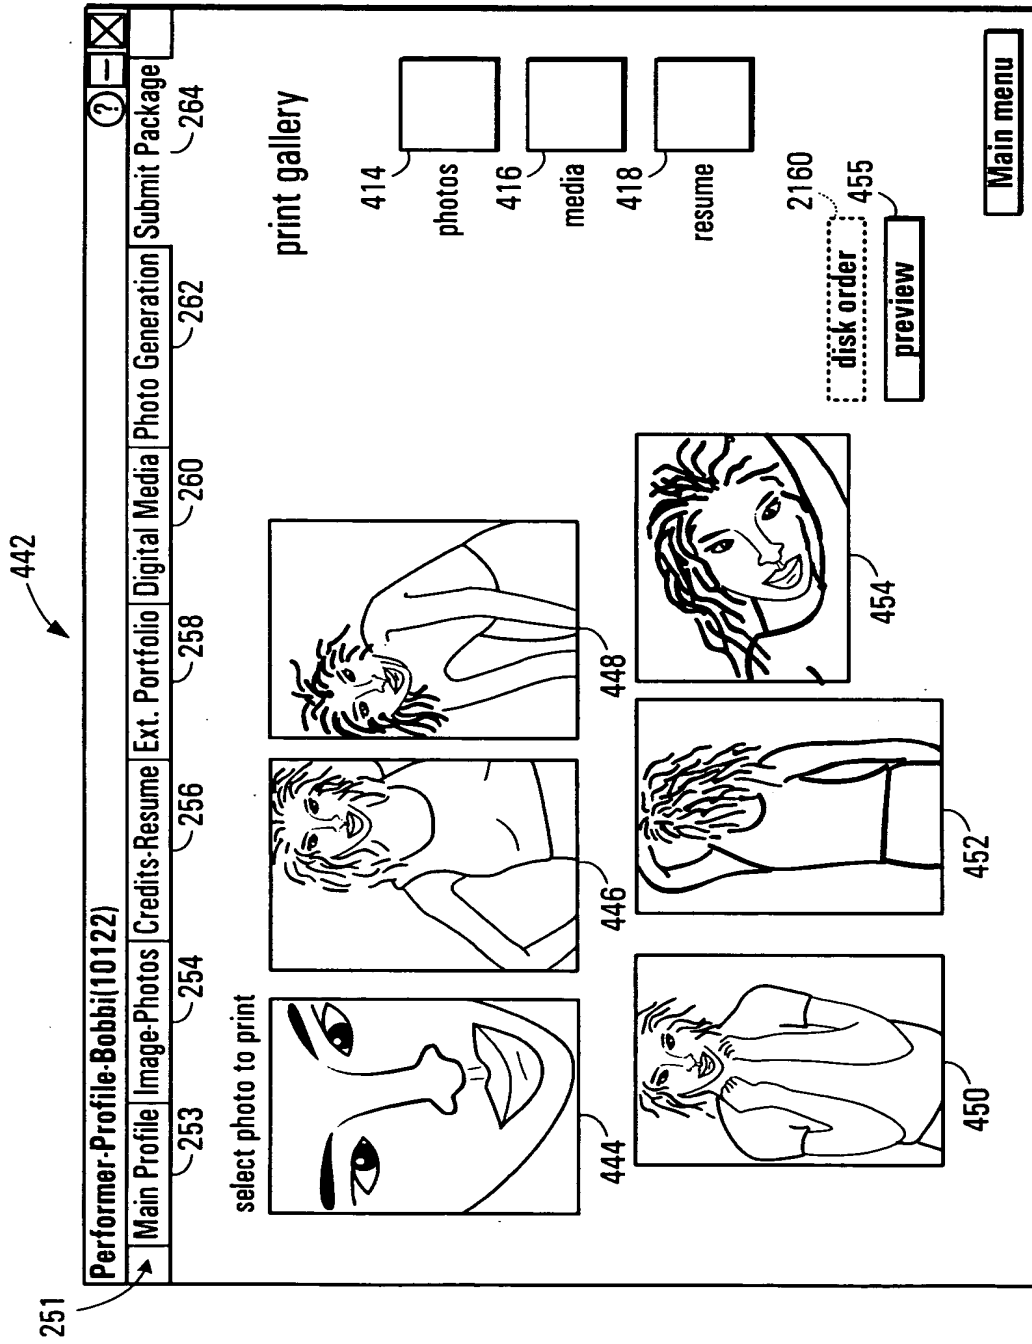 442
251
Performer-Profile-Bobbi(10122)
?
Main Profile Image-Photos Credits-Resume Ext. Portfolio Digital Media Photo Generation Submit Package
253 254 256 258 260 262 264
select photo to print
print gallery
444 446 448
414
photos
416
media
418
resume
450 452 454
disk order 2160
preview 455
Main menu